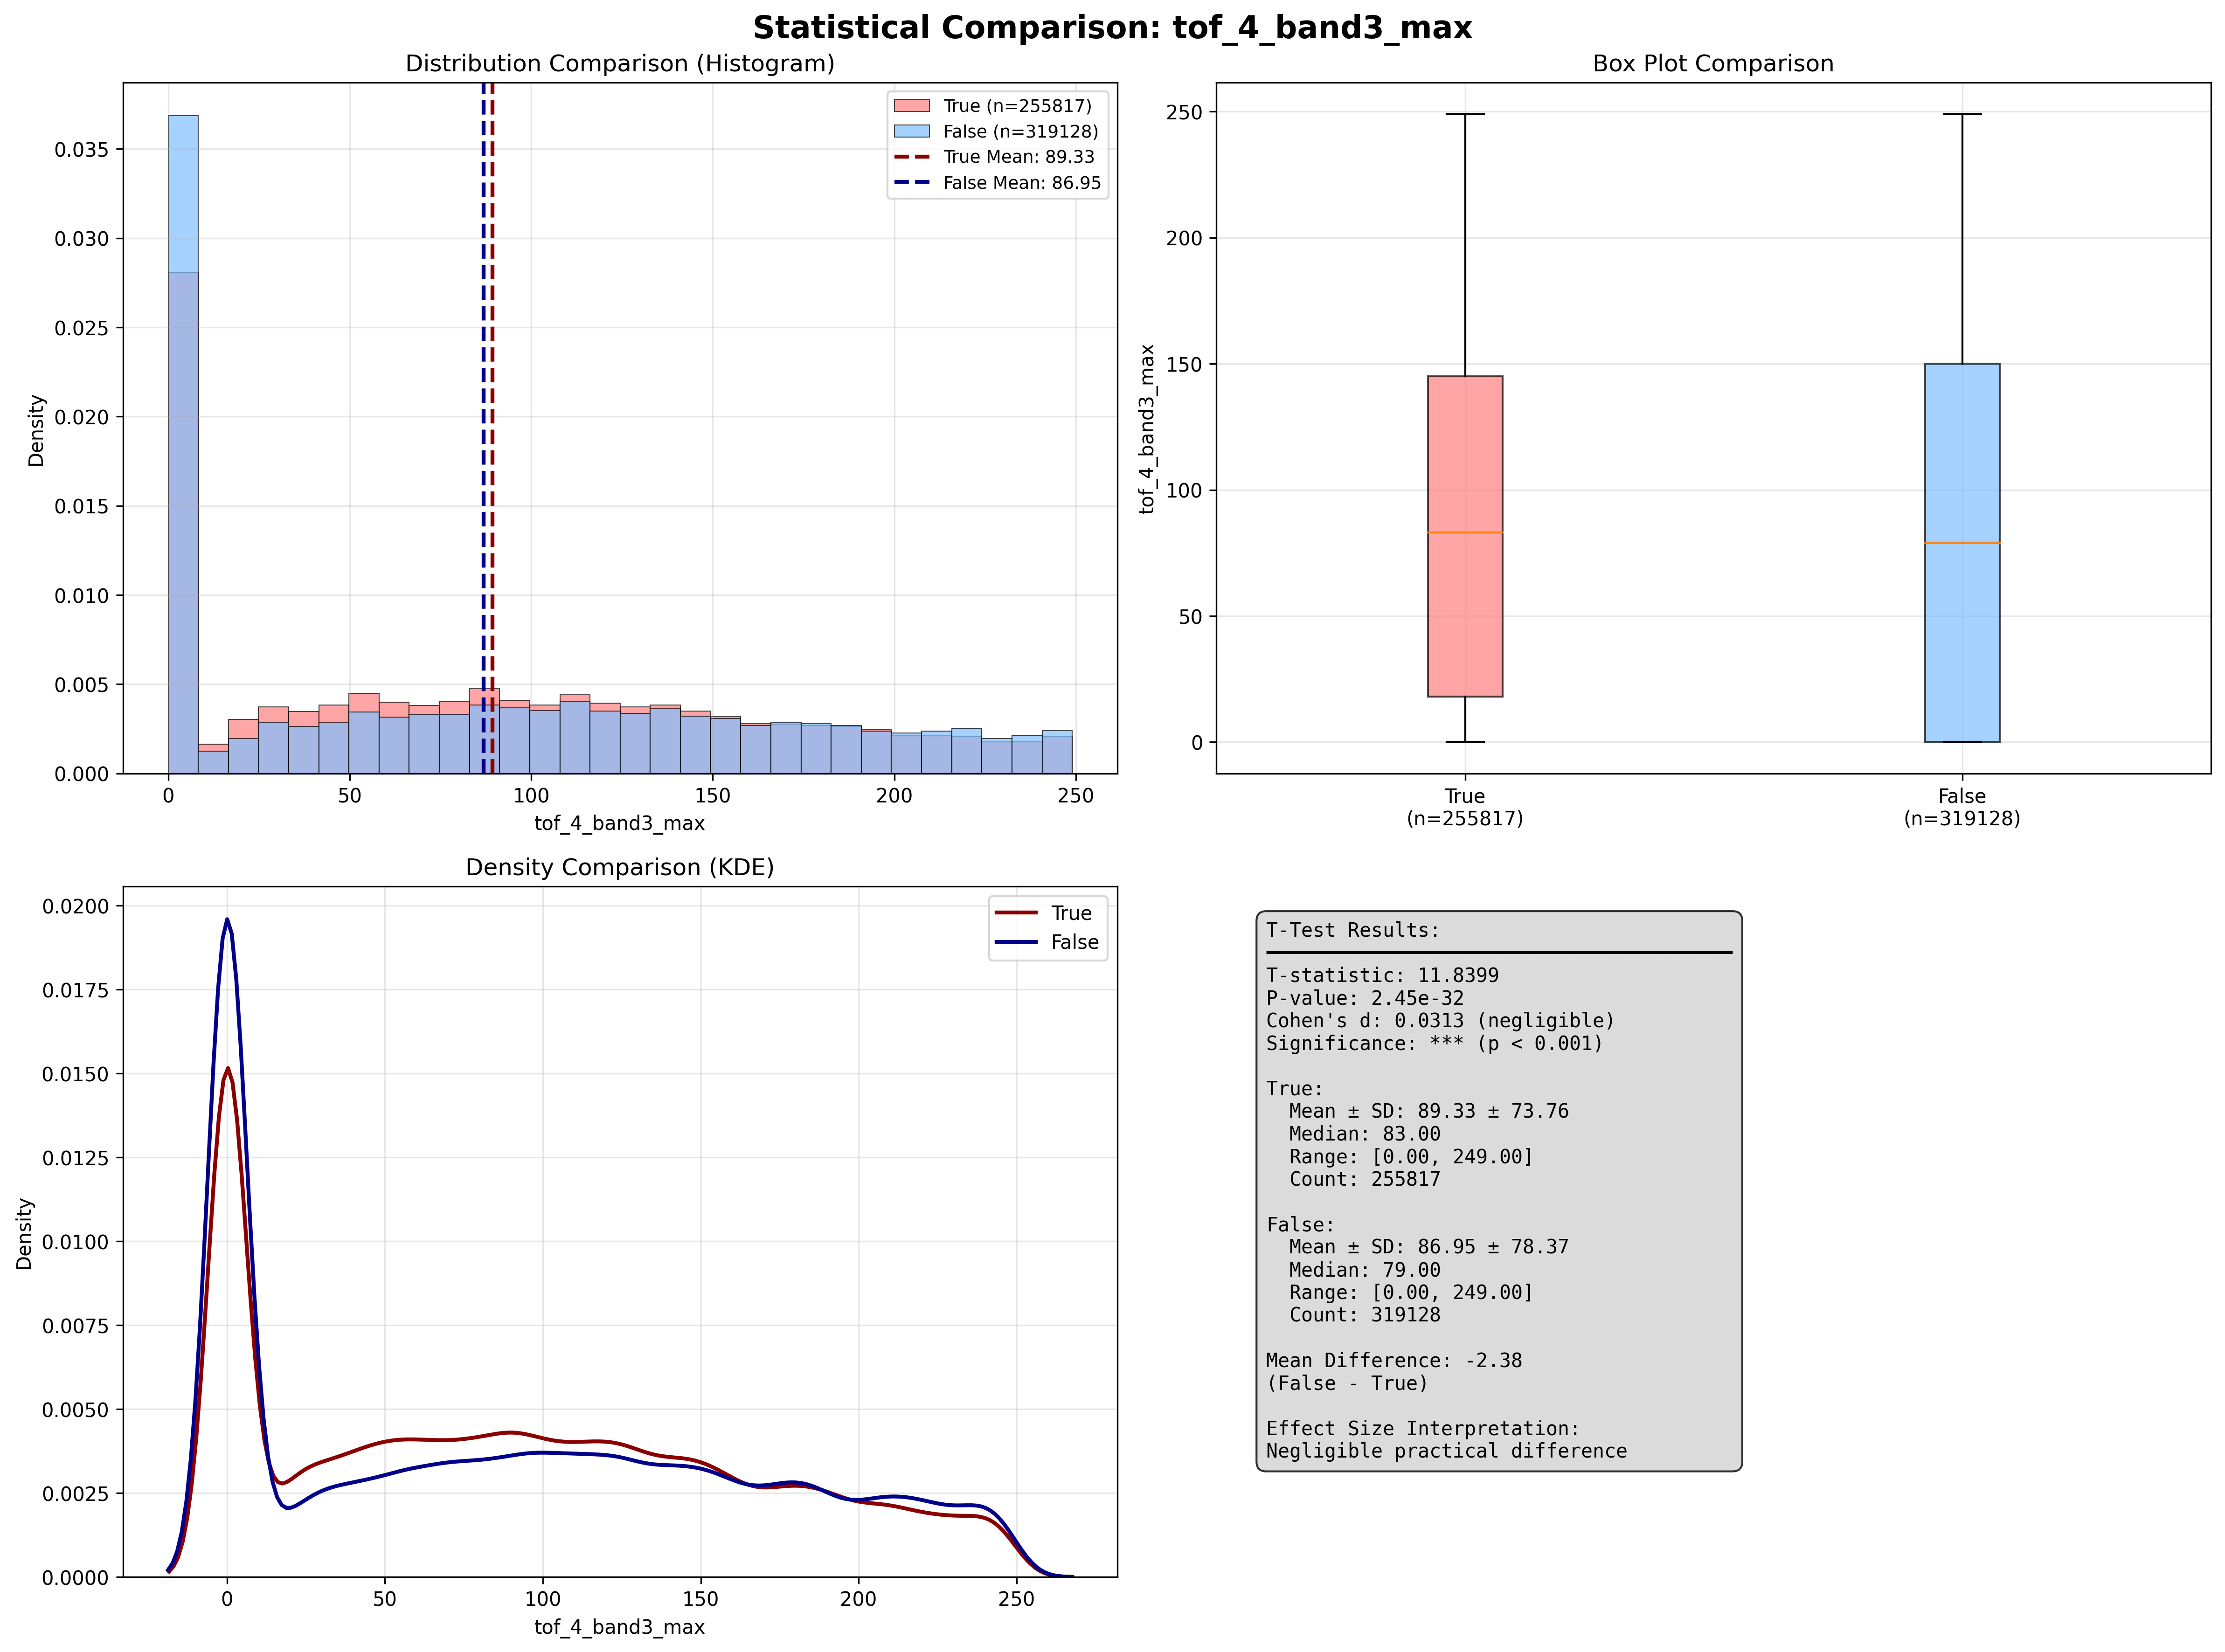 Statistical Comparison: tof_4_band3_max
Distribution Comparison (Histogram)
Density
0.035
0.030
0.025
0.020
0.015
0.010
0.005
0.000
True (n=255817)
False (n=319128)
True Mean: 89.33
False Mean: 86.95
0 50 100 150 200 250
tof_4_band3_max
Box Plot Comparison
tof_4_band3_max
250
200
150
100
50
0
True
(n=255817)
False
(n=319128)
Density Comparison (KDE)
Density
0.0200
0.0175
0.0150
0.0125
0.0100
0.0075
0.0050
0.0025
0.0000
True
False
0 50 100 150 200 250
tof_4_band3_max
T-Test Results:
T-statistic: 11.8399
P-value: 2.45e-32
Cohen's d: 0.0313 (negligible)
Significance: *** (p < 0.001)
True:
Mean ± SD: 89.33 ± 73.76
Median: 83.00
Range: [0.00, 249.00]
Count: 255817
False:
Mean ± SD: 86.95 ± 78.37
Median: 79.00
Range: [0.00, 249.00]
Count: 319128
Mean Difference: -2.38
(False - True)
Effect Size Interpretation:
Negligible practical difference